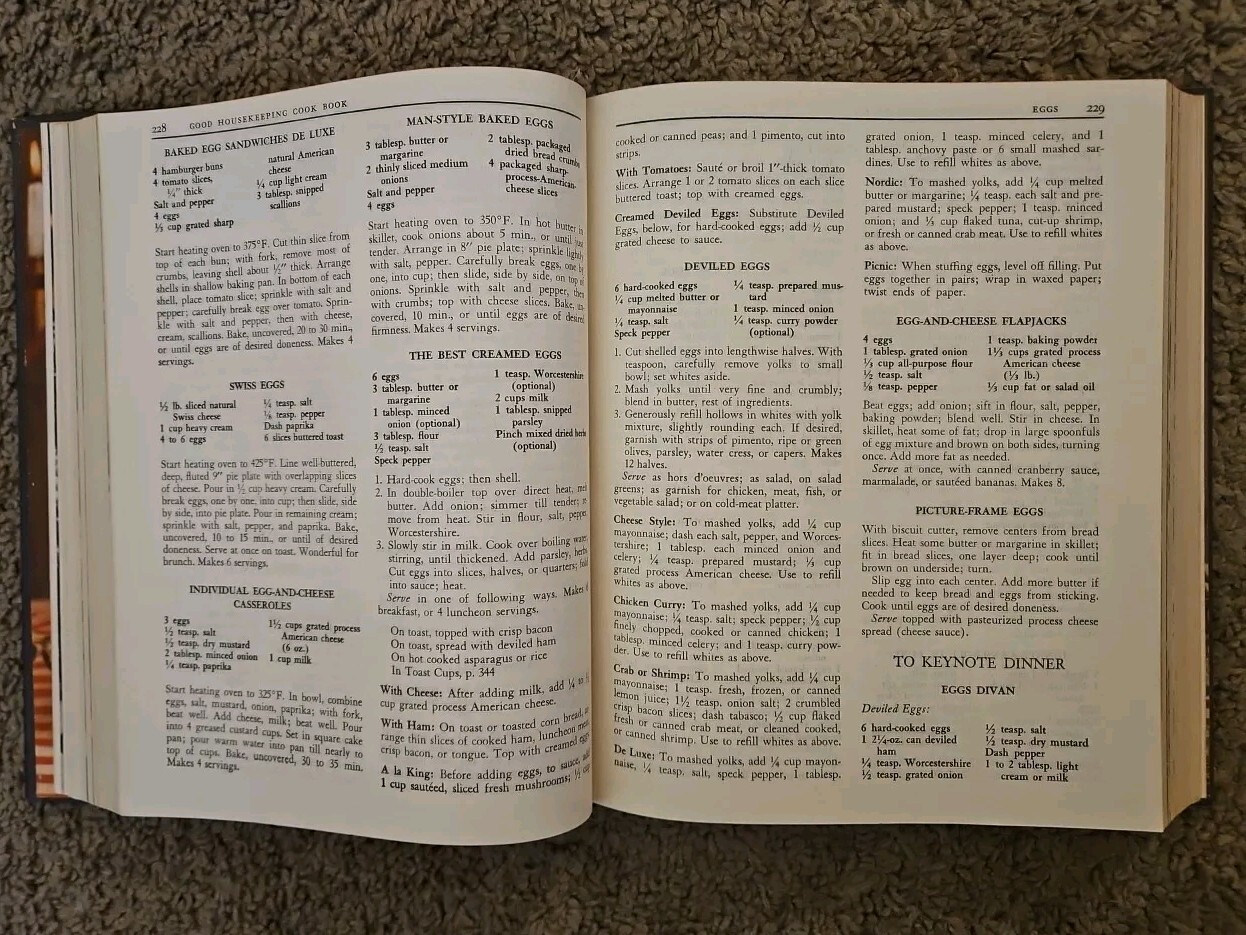 228 GOOD HOUSEKEEPING COOK BOOK
BAKED EGG SANDWICHES DE LUXE
4 hamburger buns
4 tomato slices,
¼" thick
Salt and pepper
4 eggs
⅓ cup grated sharp
natural American
cheese
¼ cup light cream
3 tablesp. snipped
scallions
Start heating oven to 375°F. Cut thin slice from
top of each bun; with fork, remove most of
crumbs, leaving shell about ½" thick. Arrange
shells in shallow baking pan. In bottom of each
shell, place tomato slice; sprinkle with salt and
pepper; carefully break egg over tomato. Sprin-
kle with salt and pepper, then with cheese,
cream, scallions. Bake, uncovered, 20 to 30 min.,
or until eggs are of desired doneness. Makes 4
servings.
SWISS EGGS
½ lb. sliced natural
Swiss cheese
1 cup heavy cream
4 to 6 eggs
¼ teasp. salt
⅛ teasp. pepper
Dash paprika
6 slices buttered toast
Start heating oven to 425°F. Line well-buttered,
deep, fluted 9" pie plate with overlapping slices
of cheese. Pour in ½ cup heavy cream. Carefully
break eggs, one by one, into cup; then slide, side
by side, into pie plate. Pour in remaining cream;
sprinkle with salt, pepper, and paprika. Bake,
uncovered, 10 to 15 min., or until of desired
doneness. Serve at once on toast. Wonderful for
brunch. Makes 6 servings.
INDIVIDUAL EGG-AND-CHEESE
CASSEROLES
3 eggs
½ teasp. salt
½ teasp. dry mustard
2 tablesp. minced onion
¼ teasp. paprika
1½ cups grated process
American cheese
(6 oz.)
1 cup milk
Start heating oven to 325°F. In bowl, combine
eggs, salt, mustard, onion, paprika; with fork,
beat well. Add cheese, milk; beat well. Pour
into 4 greased custard cups. Set in square cake
pan; pour warm water into pan till nearly to
top of cups. Bake, uncovered, 30 to 35 min.
Makes 4 servings.
MAN-STYLE BAKED EGGS
3 tablesp. butter or
margarine
2 thinly sliced medium
onions
Salt and pepper
4 eggs
2 tablesp. packaged
dried bread crumbs
4 packaged sharp-
process-American-
cheese slices
Start heating oven to 350°F. In hot butter in
skillet, cook onions about 5 min., or until just
tender. Arrange in 8" pie plate; sprinkle lightly
with salt, pepper. Carefully break eggs, one by
one, into cup; then slide, side by side, on top of
onions. Sprinkle with salt and pepper, then
with crumbs; top with cheese slices. Bake, un-
covered, 10 min., or until eggs are of desired
firmness. Makes 4 servings.
THE BEST CREAMED EGGS
6 eggs
3 tablesp. butter or
margarine
1 tablesp. minced
onion (optional)
3 tablesp. flour
½ teasp. salt
Speck pepper
1 teasp. Worcestershire
(optional)
2 cups milk
1 tablesp. snipped
parsley
Pinch mixed dried herbs
(optional)
1. Hard-cook eggs; then shell.
2. In double-boiler top over direct heat, melt
butter. Add onion; simmer till tender; re-
move from heat. Stir in flour, salt, pepper,
Worcestershire.
3. Slowly stir in milk. Cook over boiling water,
stirring, until thickened. Add parsley, herbs.
Cut eggs into slices, halves, or quarters; fold
into sauce; heat.
Serve in one of following ways. Makes 6
breakfast, or 4 luncheon servings.
On toast, topped with crisp bacon
On toast, spread with deviled ham
On hot cooked asparagus or rice
In Toast Cups, p. 344
With Cheese: After adding milk, add ¼ to ½
cup grated process American cheese.
With Ham: On toast or toasted corn bread, ar-
range thin slices of cooked ham, luncheon meat,
crisp bacon, or tongue. Top with creamed eggs.
A la King: Before adding eggs, to sauce, add
1 cup sautéed, sliced fresh mushrooms; ½ cup
EGGS 229
cooked or canned peas; and 1 pimento, cut into
strips.
With Tomatoes: Sauté or broil 1"-thick tomato
slices. Arrange 1 or 2 tomato slices on each slice
buttered toast; top with creamed eggs.
Creamed Deviled Eggs: Substitute Deviled
Eggs, below, for hard-cooked eggs; add ½ cup
grated cheese to sauce.
DEVILED EGGS
6 hard-cooked eggs
¼ cup melted butter or
mayonnaise
¼ teasp. salt
Speck pepper
¼ teasp. prepared mus-
tard
1 teasp. minced onion
¼ teasp. curry powder
(optional)
1. Cut shelled eggs into lengthwise halves. With
teaspoon, carefully remove yolks to small
bowl; set whites aside.
2. Mash yolks until very fine and crumbly;
blend in butter, rest of ingredients.
3. Generously refill hollows in whites with yolk
mixture, slightly rounding each. If desired,
garnish with strips of pimento, ripe or green
olives, parsley, water cress, or capers. Makes
12 halves.
Serve as hors d'oeuvres; as salad, on salad
greens; as garnish for chicken, meat, fish, or
vegetable salad; or on cold-meat platter.
Cheese Style: To mashed yolks, add ¼ cup
mayonnaise; dash each salt, pepper, and Worces-
tershire; 1 tablesp. each minced onion and
celery; ¼ teasp. prepared mustard; ⅓ cup
grated process American cheese. Use to refill
whites as above.
Chicken Curry: To mashed yolks, add ¼ cup
mayonnaise; ¼ teasp. salt; speck pepper; ½ cup
finely chopped, cooked or canned chicken; 1
tablesp. minced celery; and 1 teasp. curry pow-
der. Use to refill whites as above.
Crab or Shrimp: To mashed yolks, add ¼ cup
mayonnaise; 1 teasp. fresh, frozen, or canned
lemon juice; 1½ teasp. onion salt; 2 crumbled
crisp bacon slices; dash tabasco; ½ cup flaked
fresh or canned crab meat, or cleaned cooked,
or canned shrimp. Use to refill whites as above.
De Luxe: To mashed yolks, add ¼ cup mayon-
naise, ¼ teasp. salt, speck pepper, 1 tablesp.
grated onion, 1 teasp. minced celery, and 1
tablesp. anchovy paste or 6 small mashed sar-
dines. Use to refill whites as above.
Nordic: To mashed yolks, add ¼ cup melted
butter or margarine; ¼ teasp. each salt and pre-
pared mustard; speck pepper; 1 teasp. minced
onion; and ⅓ cup flaked tuna, cut-up shrimp,
or fresh or canned crab meat. Use to refill whites
as above.
Picnic: When stuffing eggs, level off filling. Put
eggs together in pairs; wrap in waxed paper;
twist ends of paper.
EGG-AND-CHEESE FLAPJACKS
4 eggs
1 tablesp. grated onion
⅓ cup all-purpose flour
½ teasp. salt
⅛ teasp. pepper
1 teasp. baking powder
1⅓ cups grated process
American cheese
(⅓ lb.)
⅓ cup fat or salad oil
Beat eggs; add onion; sift in flour, salt, pepper,
baking powder; blend well. Stir in cheese. In
skillet, heat some of fat; drop in large spoonfuls
of egg mixture and brown on both sides, turning
once. Add more fat as needed.
Serve at once, with canned cranberry sauce,
marmalade, or sautéed bananas. Makes 8.
PICTURE-FRAME EGGS
With biscuit cutter, remove centers from bread
slices. Heat some butter or margarine in skillet;
fit in bread slices, one layer deep; cook until
brown on underside; turn.
Slip egg into each center. Add more butter if
needed to keep bread and eggs from sticking.
Cook until eggs are of desired doneness.
Serve topped with pasteurized process cheese
spread (cheese sauce).
TO KEYNOTE DINNER
EGGS DIVAN
Deviled Eggs:
6 hard-cooked eggs
1 2¼-oz. can deviled
ham
¼ teasp. Worcestershire
½ teasp. grated onion
½ teasp. salt
½ teasp. dry mustard
Dash pepper
1 to 2 tablesp. light
cream or milk